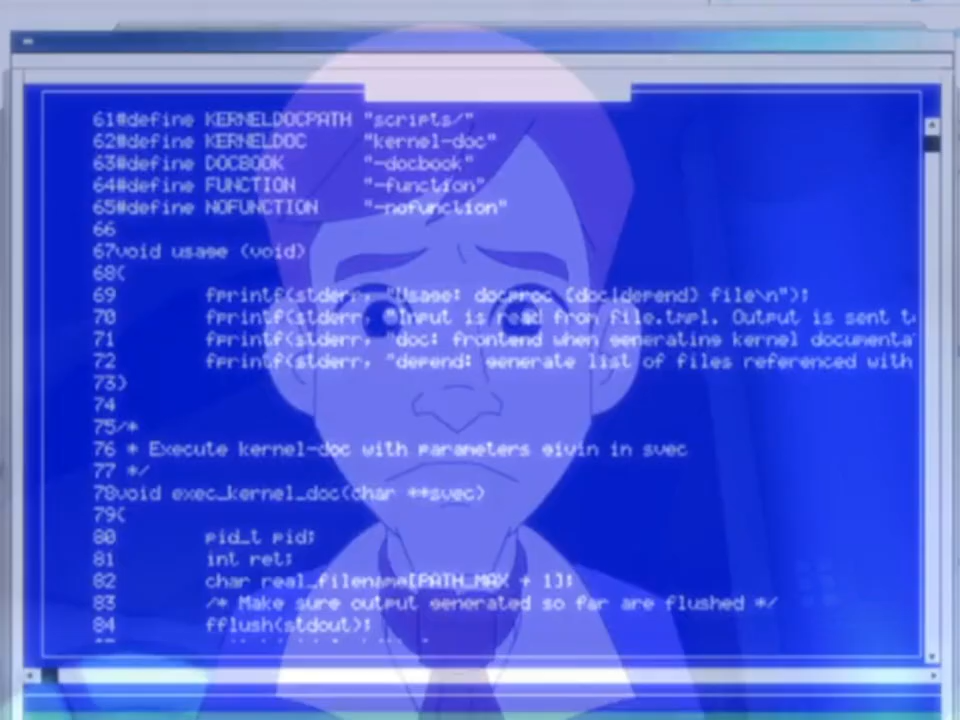 61#define KERNELDOCPATH "scripts/"
62#define KERNELDOC "kernel-doc"
63#define DOCBOOK "-docbook"
64#define FUNCTION "-function"
65#define NOFUNCTION "-nofunction"
66
67void usage (void)
68{
69 fprintf(stderr, "Usage: docproc {doc|depend} file\n");
70 fprintf(stderr, "Input is read from file.tmpl. Output is sent t
71 fprintf(stderr, "doc: frontend when generating kernel documenta
72 fprintf(stderr, "depend: generate list of files referenced with
73}
74
75/*
76 * Execute kernel-doc with parameters givin in svec
77 */
78void exec_kernel_doc(char **svec)
79{
80 pid_t pid;
81 int ret;
82 char real_filename[PATH_MAX + 1];
83 /* Make sure output generated so far are flushed */
84 fflush(stdout);